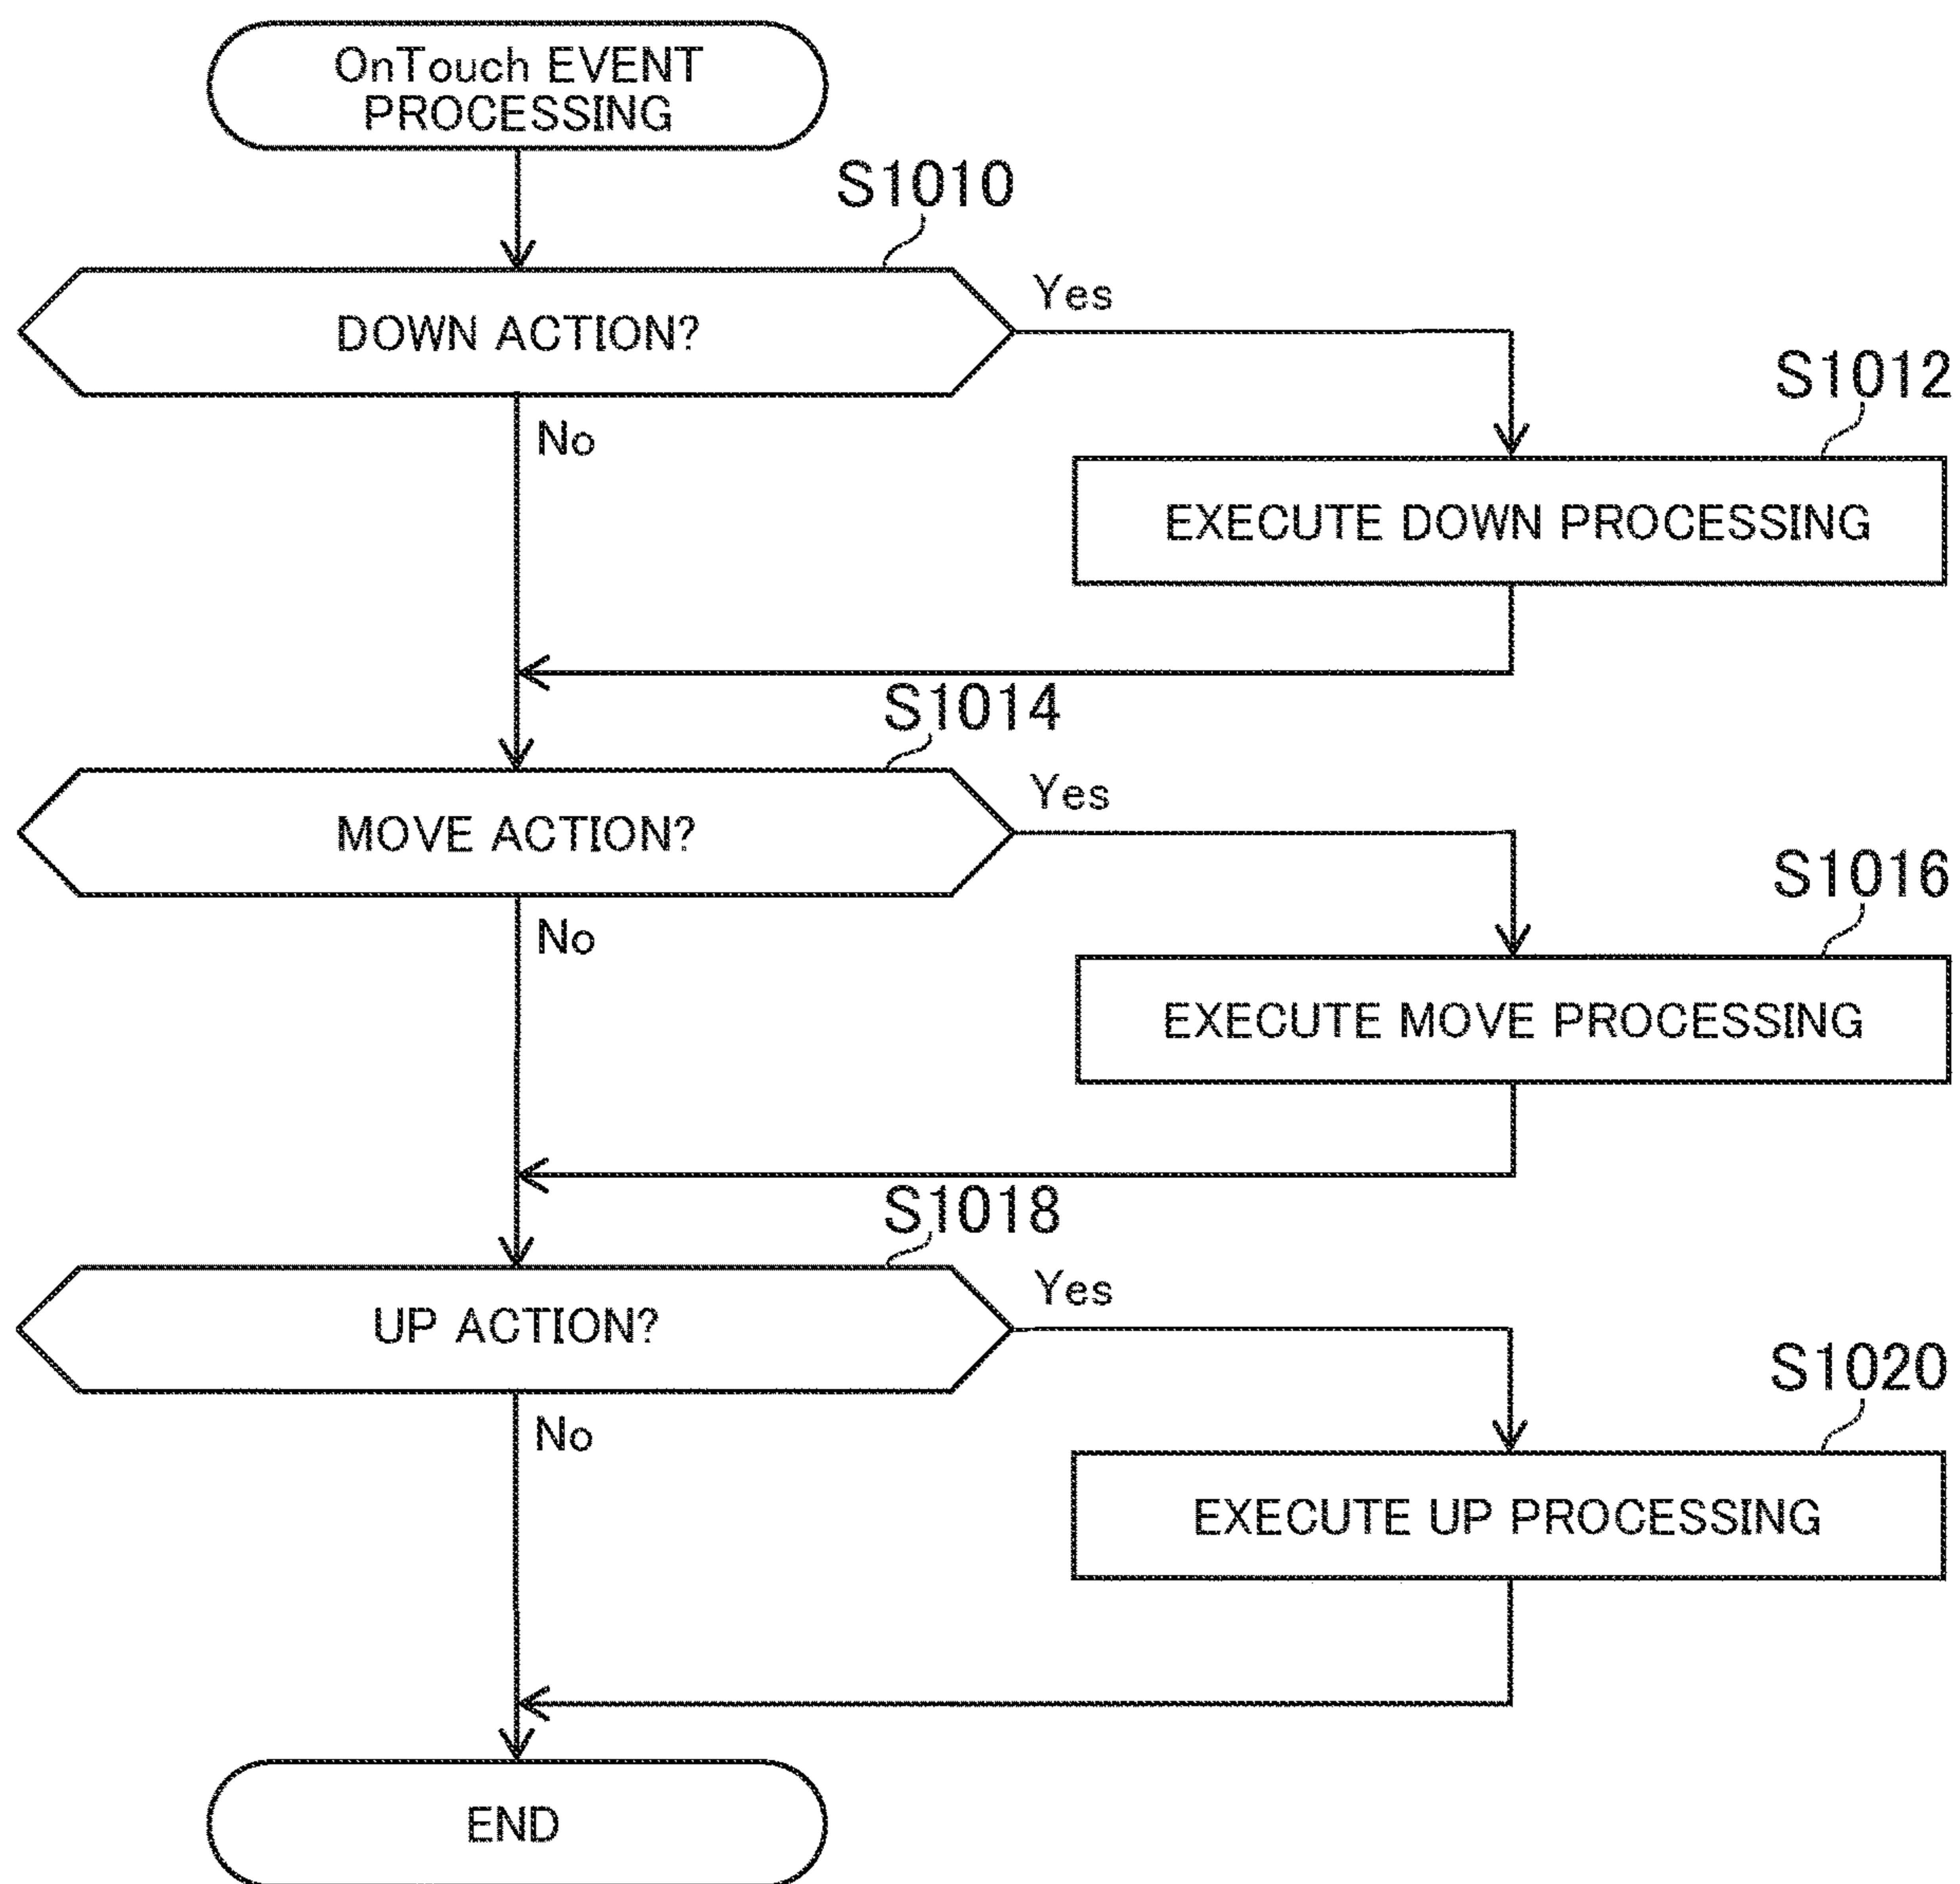 OnTouch EVENT
PROCESSING
S1010
DOWN ACTION?
Yes
S1012
No
EXECUTE DOWN PROCESSING
S1014
MOVE ACTION?
Yes
S1016
No
EXECUTE MOVE PROCESSING
S1018
UP ACTION?
Yes
S1020
No
EXECUTE UP PROCESSING
END